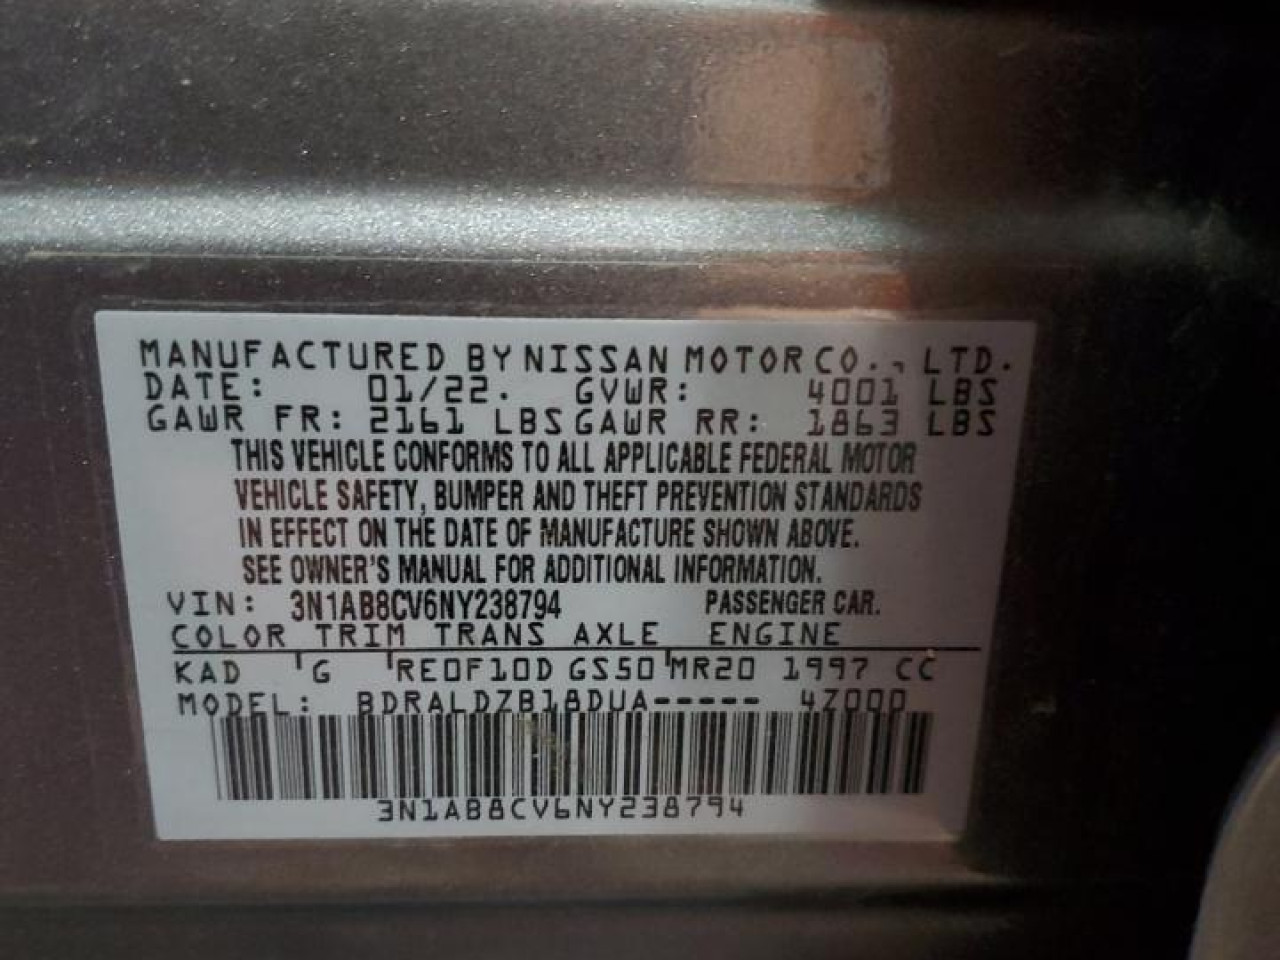 MANUFACTURED BY NISSAN MOTOR CO., LTD.
DATE: 01/22. GVWR: 4001 LBS
GAWR FR: 2161 LBS GAWR RR: 1863 LBS
THIS VEHICLE CONFORMS TO ALL APPLICABLE FEDERAL MOTOR
VEHICLE SAFETY, BUMPER AND THEFT PREVENTION STANDARDS
IN EFFECT ON THE DATE OF MANUFACTURE SHOWN ABOVE.
SEE OWNER'S MANUAL FOR ADDITIONAL INFORMATION.
VIN: 3N1AB8CV6NY238794 PASSENGER CAR.
COLOR TRIM TRANS AXLE ENGINE
KAD G RE0F10D GS50 MR20 1997 CC
MODEL: BDRALDZB18DUA----- 4Z000
3N1AB8CV6NY238794